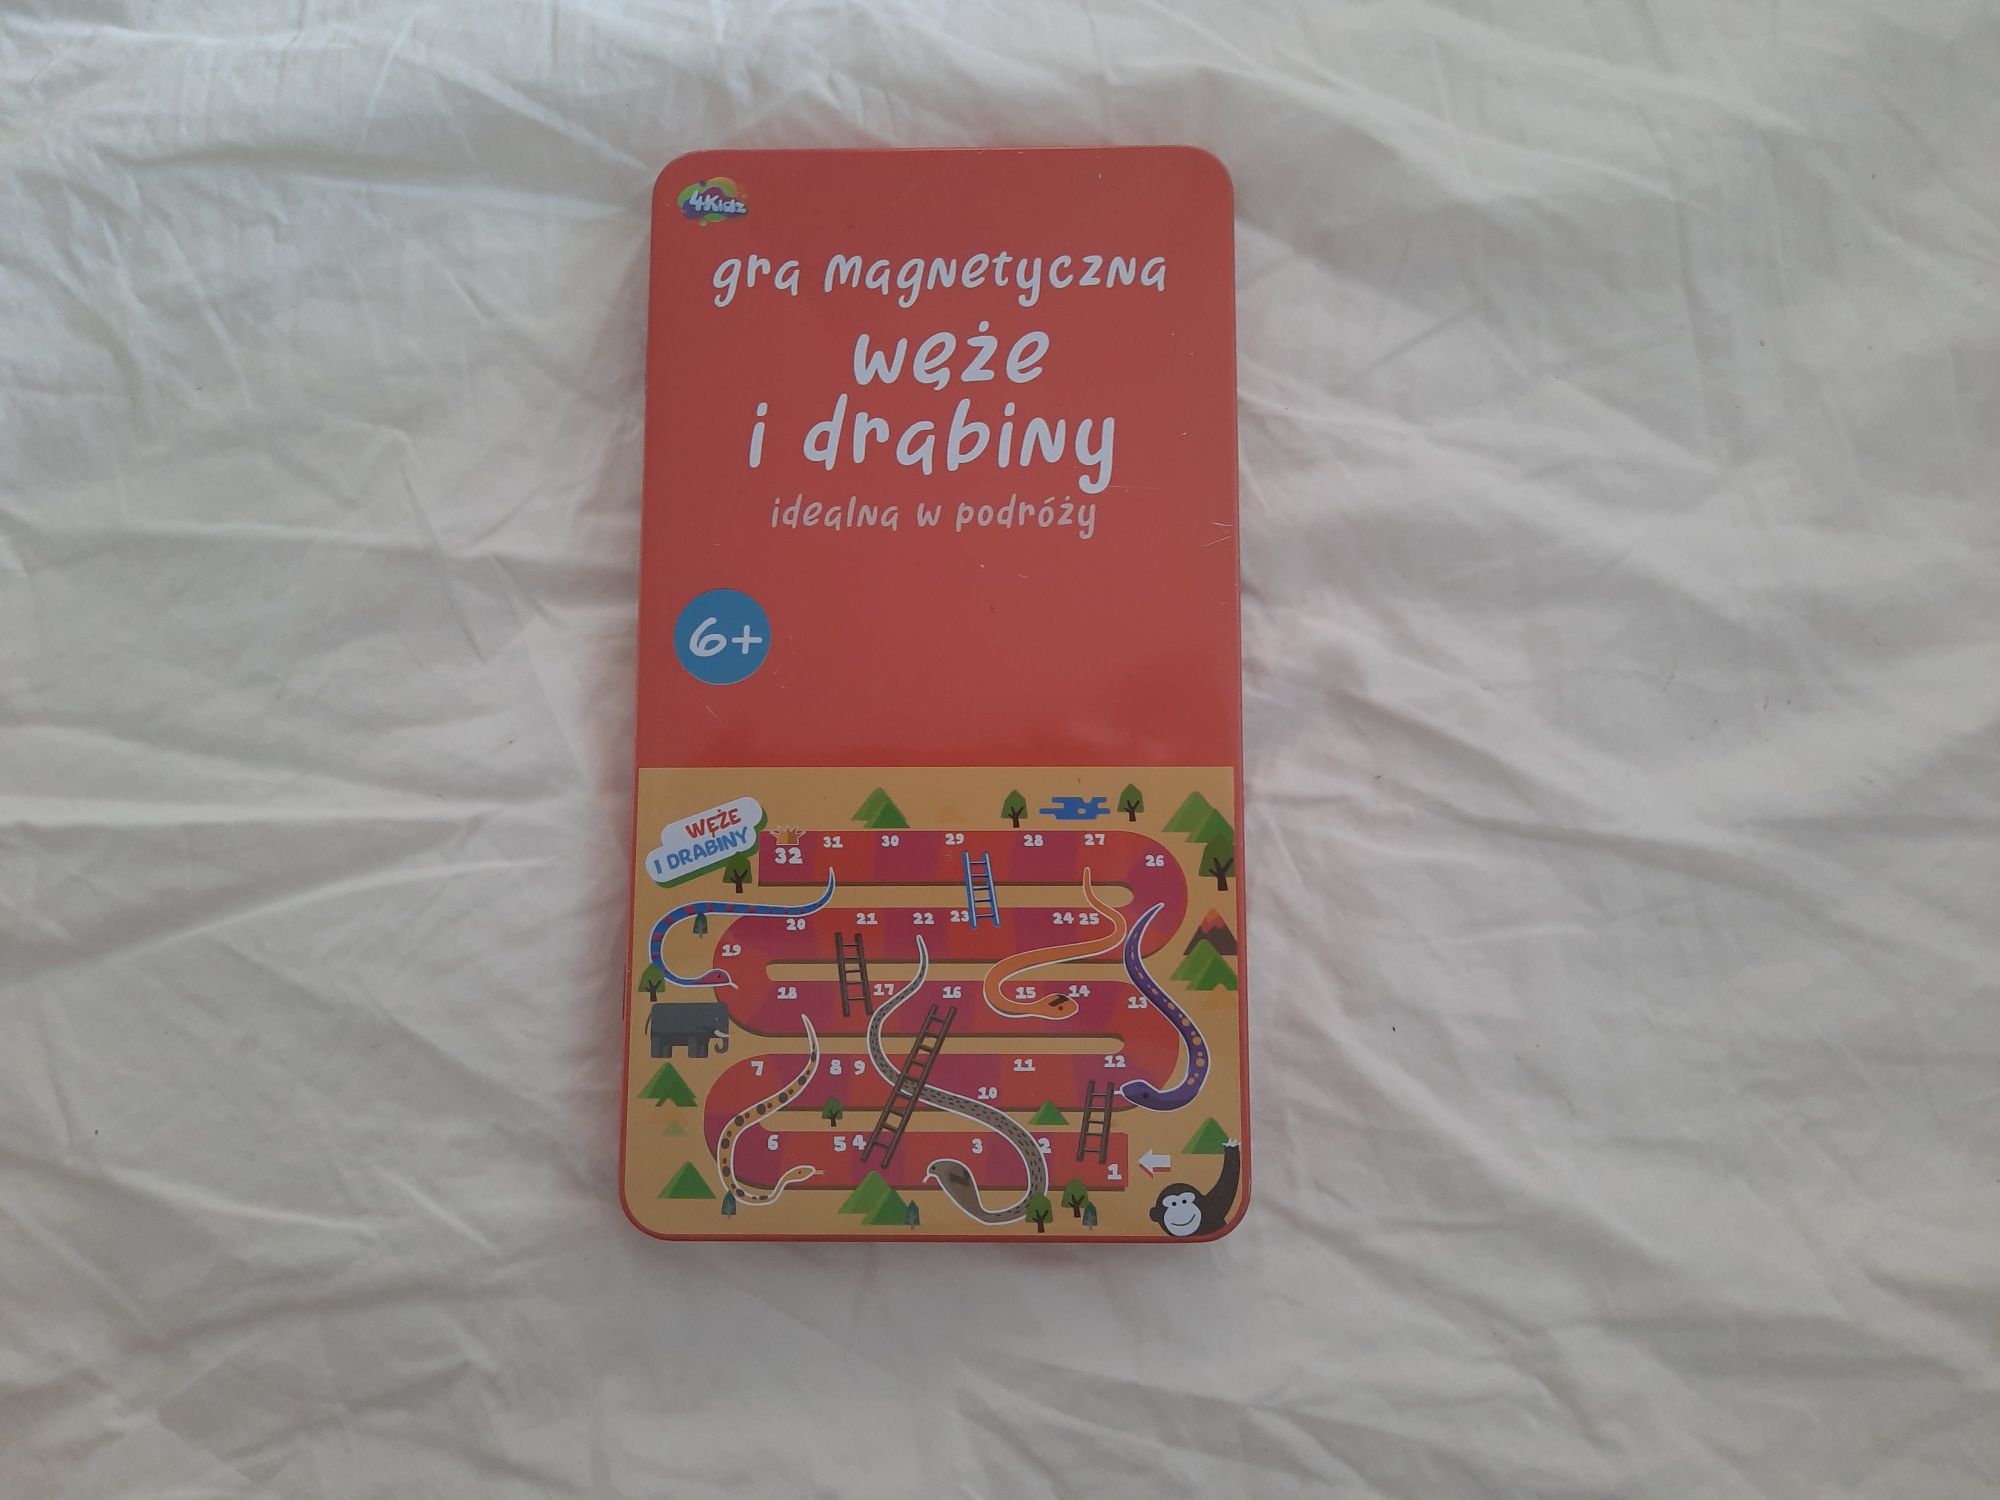 4Kidz
gra magnetyczna
węże
i drabiny
idealna w podróży
6+
WĘŻE
I DRABINY
32 31 30 29 28 27 26
19 20 21 22 23 24 25
18 17 16 15 14 13
7 8 9 10 11 12
6 5 4 3 2 1